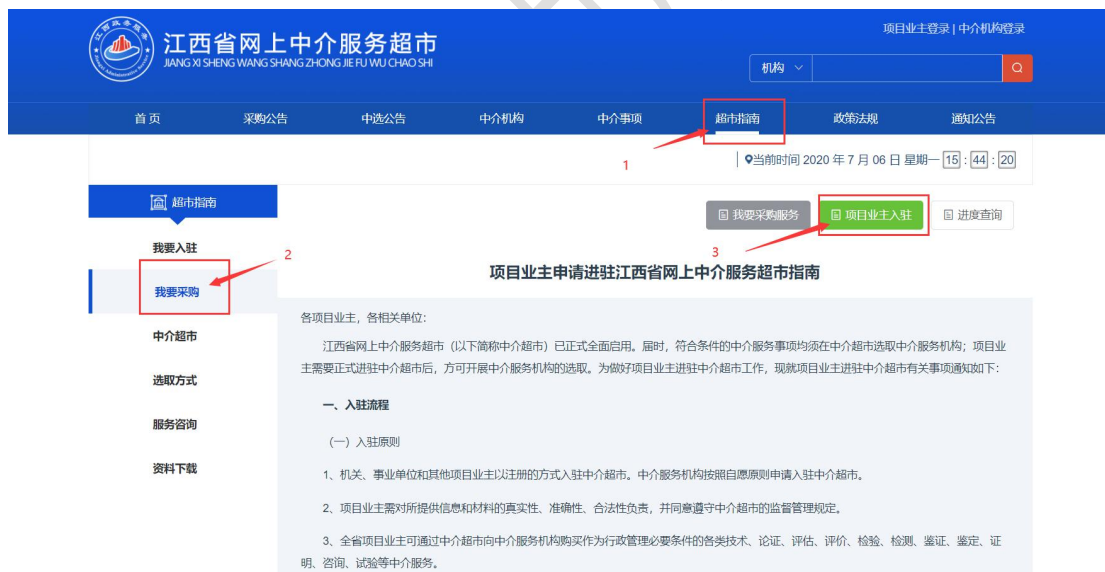 项目业主登录 | 中介机构登录
江西省网上中介服务超市
JIANG XI SHENG WANG SHANG ZHONG JIE FU WU CHAO SHI
机构
首页 采购公告 中选公告 中介机构 中介事项 超市指南 政策法规 通知公告
1
当前时间 2020 年 7 月 06 日 星期一 15 : 44 : 20
超市指南
我要采购服务 项目业主入驻 进度查询
我要入驻
2
3
项目业主申请进驻江西省网上中介服务超市指南
我要采购
各项目业主，各相关单位：
中介超市
江西省网上中介服务超市（以下简称中介超市）已正式全面启用。届时，符合条件的中介服务事项均须在中介超市选取中介服务机构；项目业
主需要正式进驻中介超市后，方可开展中介服务机构的选取。为做好项目业主进驻中介超市工作，现就项目业主进驻中介超市有关事项通知如下：
选取方式
一、入驻流程
服务咨询
（一）入驻原则
资料下载
1、机关、事业单位和其他项目业主以注册的方式入驻中介超市。中介服务机构按照自愿原则申请入驻中介超市。
2、项目业主需对所提供信息和材料的真实性、准确性、合法性负责，并同意遵守中介超市的监督管理规定。
3、全省项目业主可通过中介超市向中介服务机构购买作为行政管理必要条件的各类技术、论证、评估、评价、检验、检测、鉴证、鉴定、证
明、咨询、试验等中介服务。